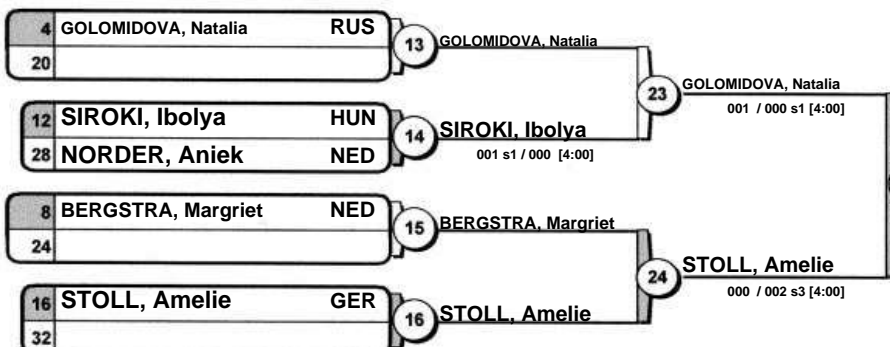 4 GOLOMIDOVA, Natalia RUS
20
13 GOLOMIDOVA, Natalia
12 SIROKI, Ibolya HUN
28 NORDER, Aniek NED
14 SIROKI, Ibolya
001 s1 / 000 [4:00]
23 GOLOMIDOVA, Natalia
001 / 000 s1 [4:00]
8 BERGSTRA, Margriet NED
24
15 BERGSTRA, Margriet
16 STOLL, Amelie GER
32
16 STOLL, Amelie
24 STOLL, Amelie
000 / 002 s3 [4:00]